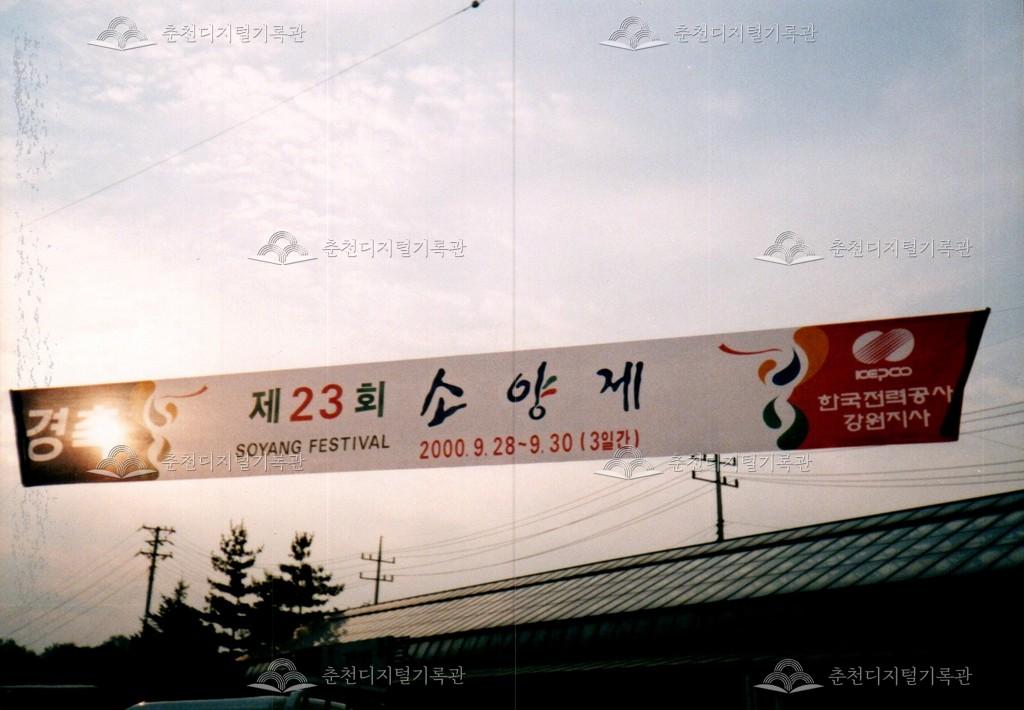 춘천디지털기록관 춘천디지털기록관
춘천디지털기록관 춘천디지털기록관
경축
제23회 소양제
SOYANG FESTIVAL
2000.9.28~9.30 (3일간)
KEPCO
한국전력공사
강원지사
춘천디지털기록관 춘천디지털기록관
춘천디지털기록관 춘천디지털기록관